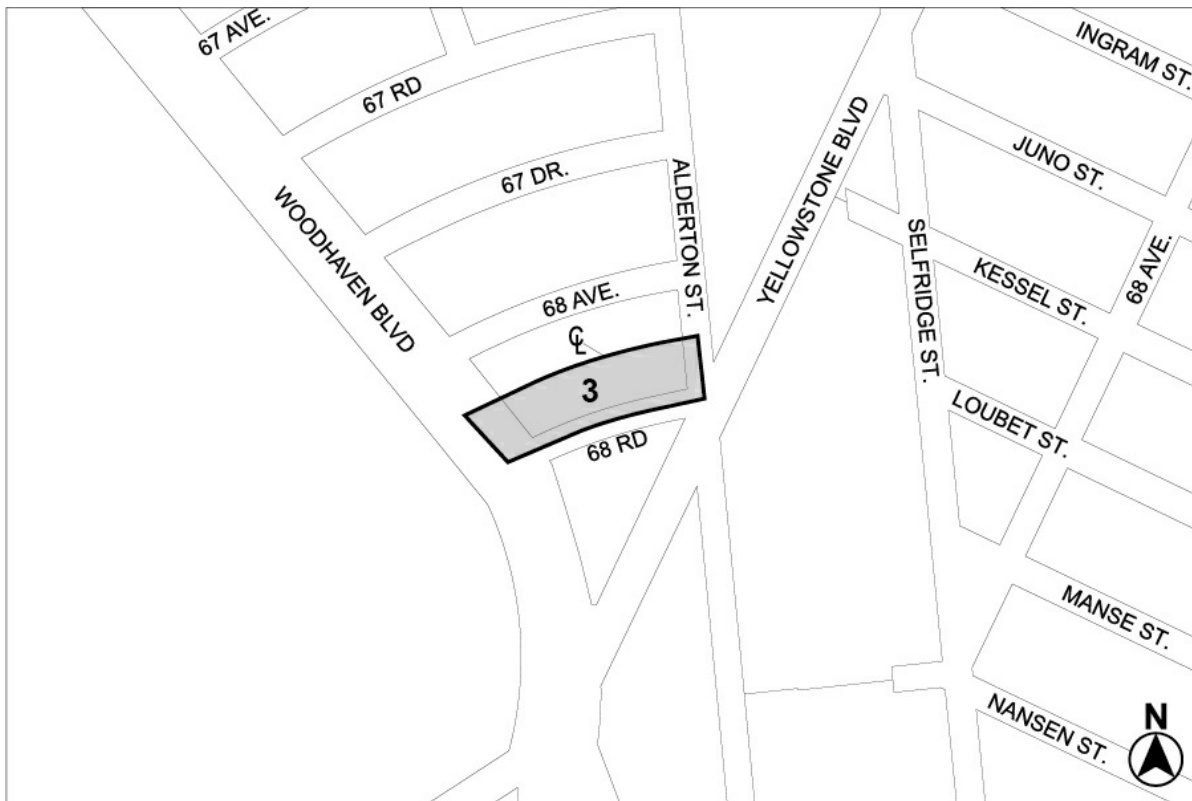 67 AVE.
INGRAM ST.
67 RD
JUNO ST.
67 DR.
ALDERTON ST.
YELLOWSTONE BLVD
WOODHAVEN BLVD
SELFRIDGE ST.
68 AVE.
KESSEL ST.
68 AVE.
CL
3
LOUBET ST.
68 RD
MANSE ST.
NANSEN ST.
N